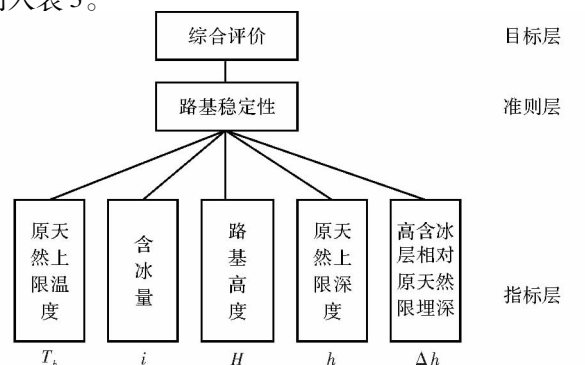 列入表5。
综合评价
目标层
路基稳定性
准则层
原天
然上
限温
度
含
冰
量
路
基
高
度
原天
然上
限深
度
高含冰
层相对
原天然
限埋深
指标层
i
H
h
Δh